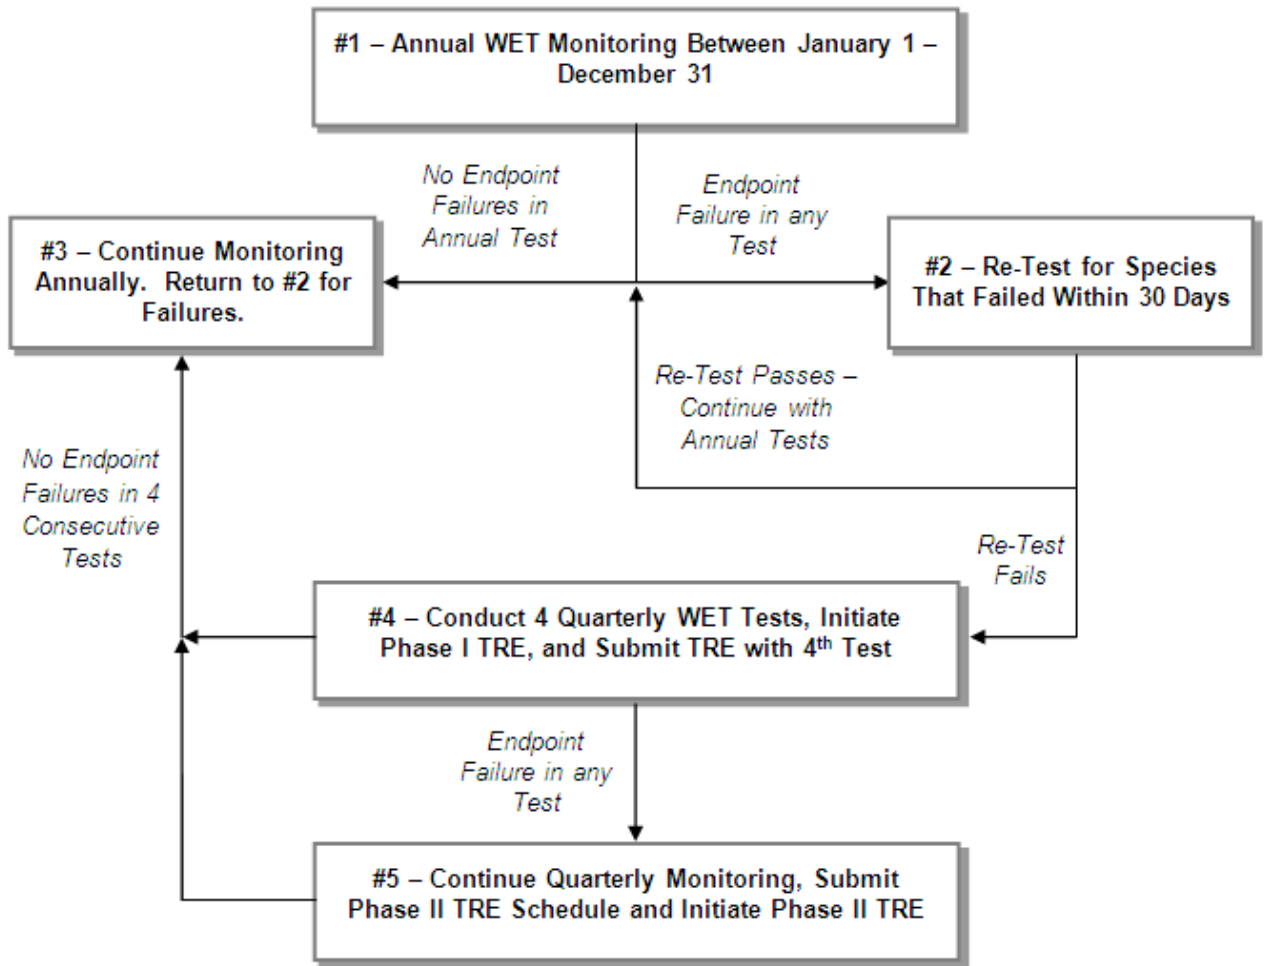 #1 – Annual WET Monitoring Between January 1 –
December 31
No Endpoint
Failures in
Annual Test
Endpoint
Failure in any
Test
#3 – Continue Monitoring
Annually.  Return to #2 for
Failures.
#2 – Re-Test for Species
That Failed Within 30 Days
Re-Test Passes –
Continue with
Annual Tests
No Endpoint
Failures in 4
Consecutive
Tests
Re-Test
Fails
#4 – Conduct 4 Quarterly WET Tests, Initiate
Phase I TRE, and Submit TRE with 4th Test
Endpoint
Failure in any
Test
#5 – Continue Quarterly Monitoring, Submit
Phase II TRE Schedule and Initiate Phase II TRE